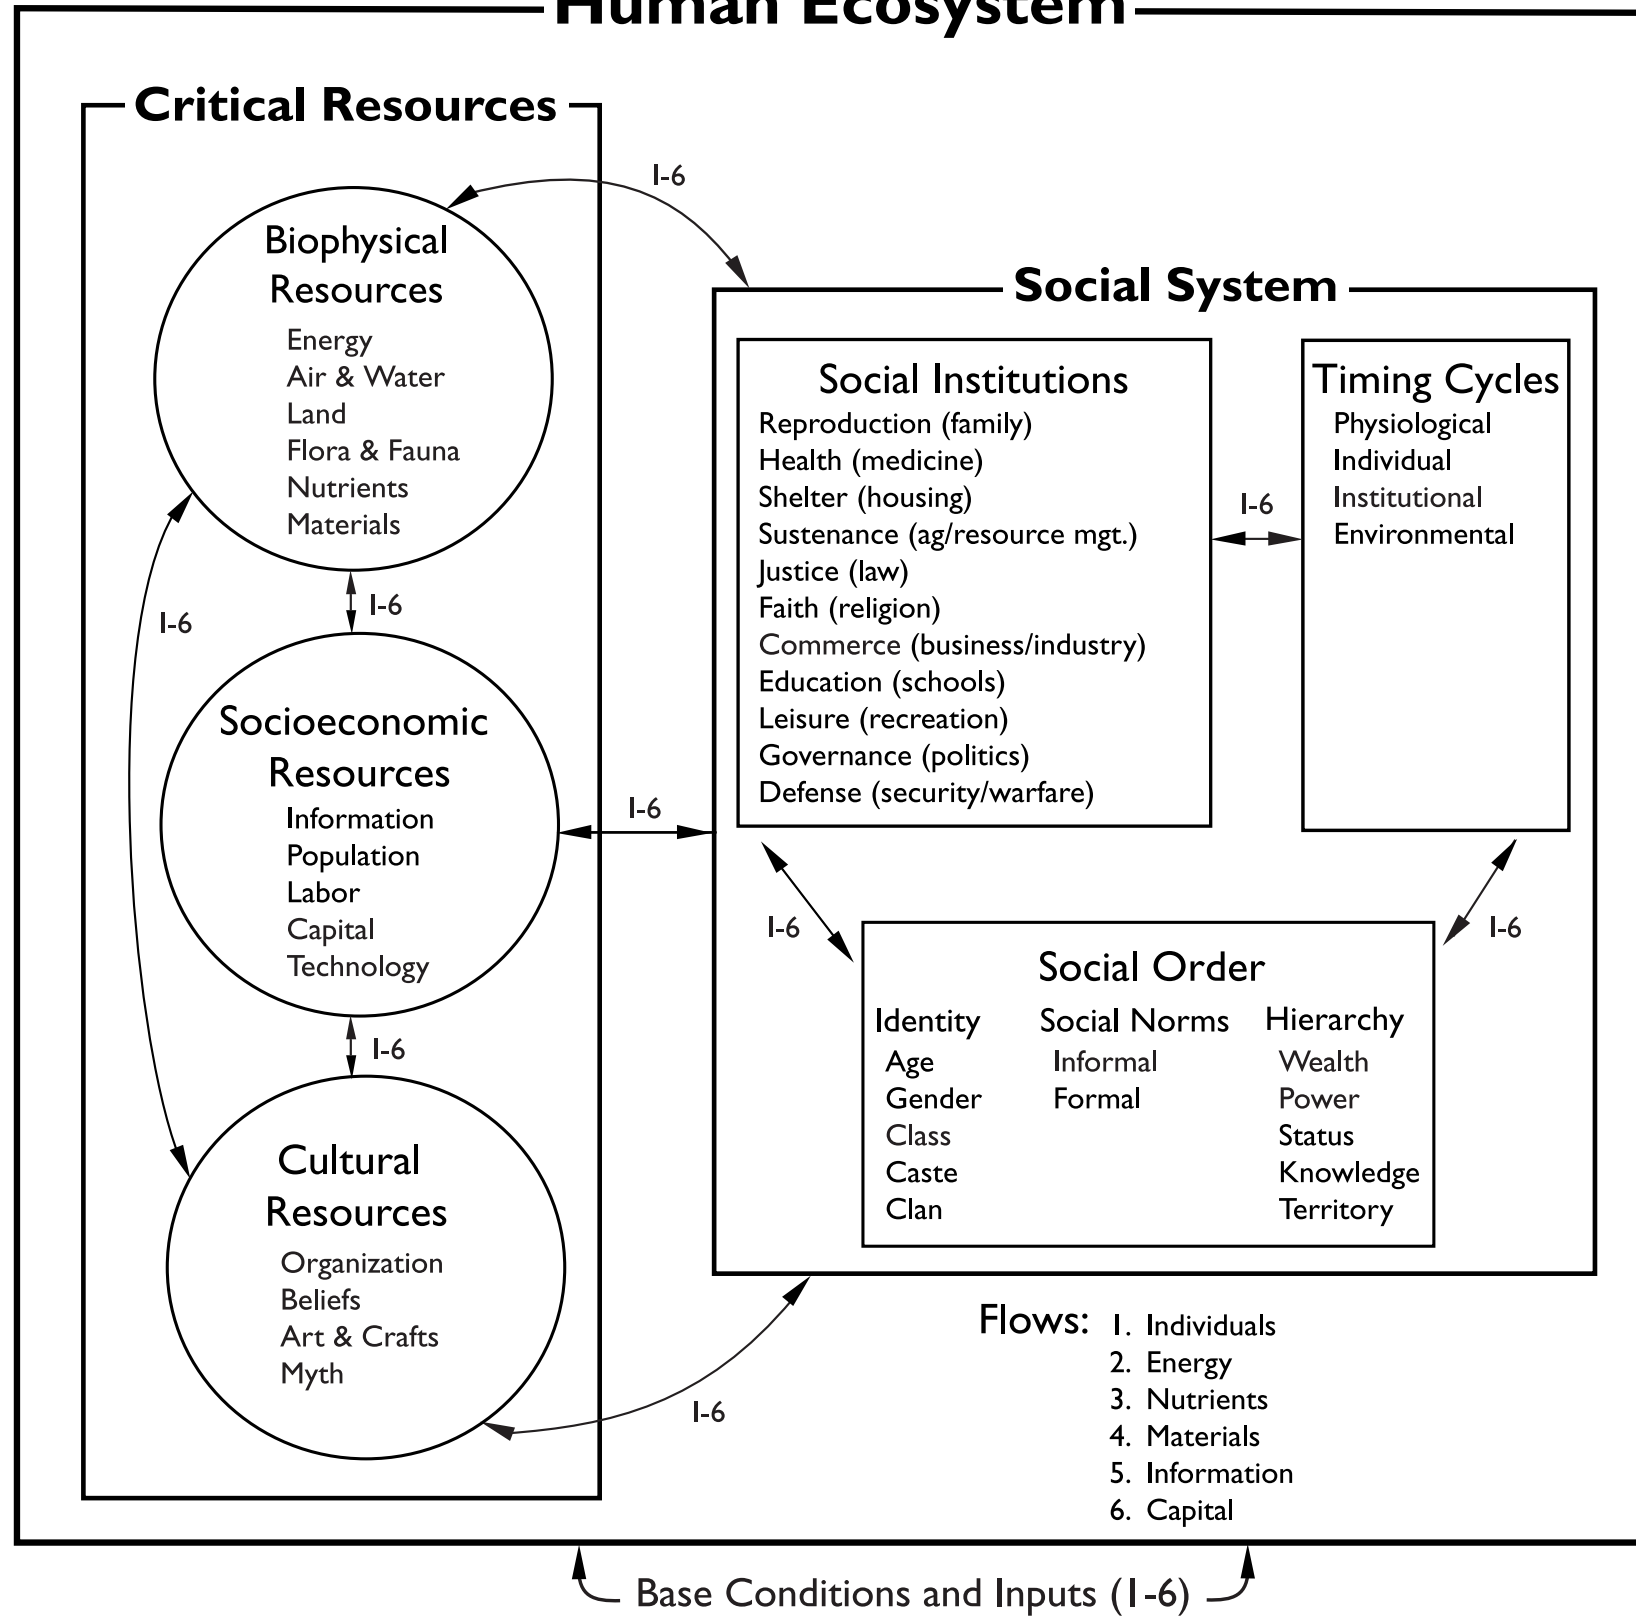 Human Ecosystem
Critical Resources
I-6
Biophysical
Resources
Energy
Air & Water
Land
Flora & Fauna
Nutrients
Materials
I-6
I-6
Socioeconomic
Resources
Information
Population
Labor
Capital
Technology
I-6
I-6
Cultural
Resources
Organization
Beliefs
Art & Crafts
Myth
I-6
Social System
Social Institutions
Reproduction (family)
Health (medicine)
Shelter (housing)
Sustenance (ag/resource mgt.)
Justice (law)
Faith (religion)
Commerce (business/industry)
Education (schools)
Leisure (recreation)
Governance (politics)
Defense (security/warfare)
I-6
Timing Cycles
Physiological
Individual
Institutional
Environmental
I-6
I-6
Social Order
Identity
Age
Gender
Class
Caste
Clan
Social Norms
Informal
Formal
Hierarchy
Wealth
Power
Status
Knowledge
Territory
Flows:
1. Individuals
2. Energy
3. Nutrients
4. Materials
5. Information
6. Capital
Base Conditions and Inputs (1-6)